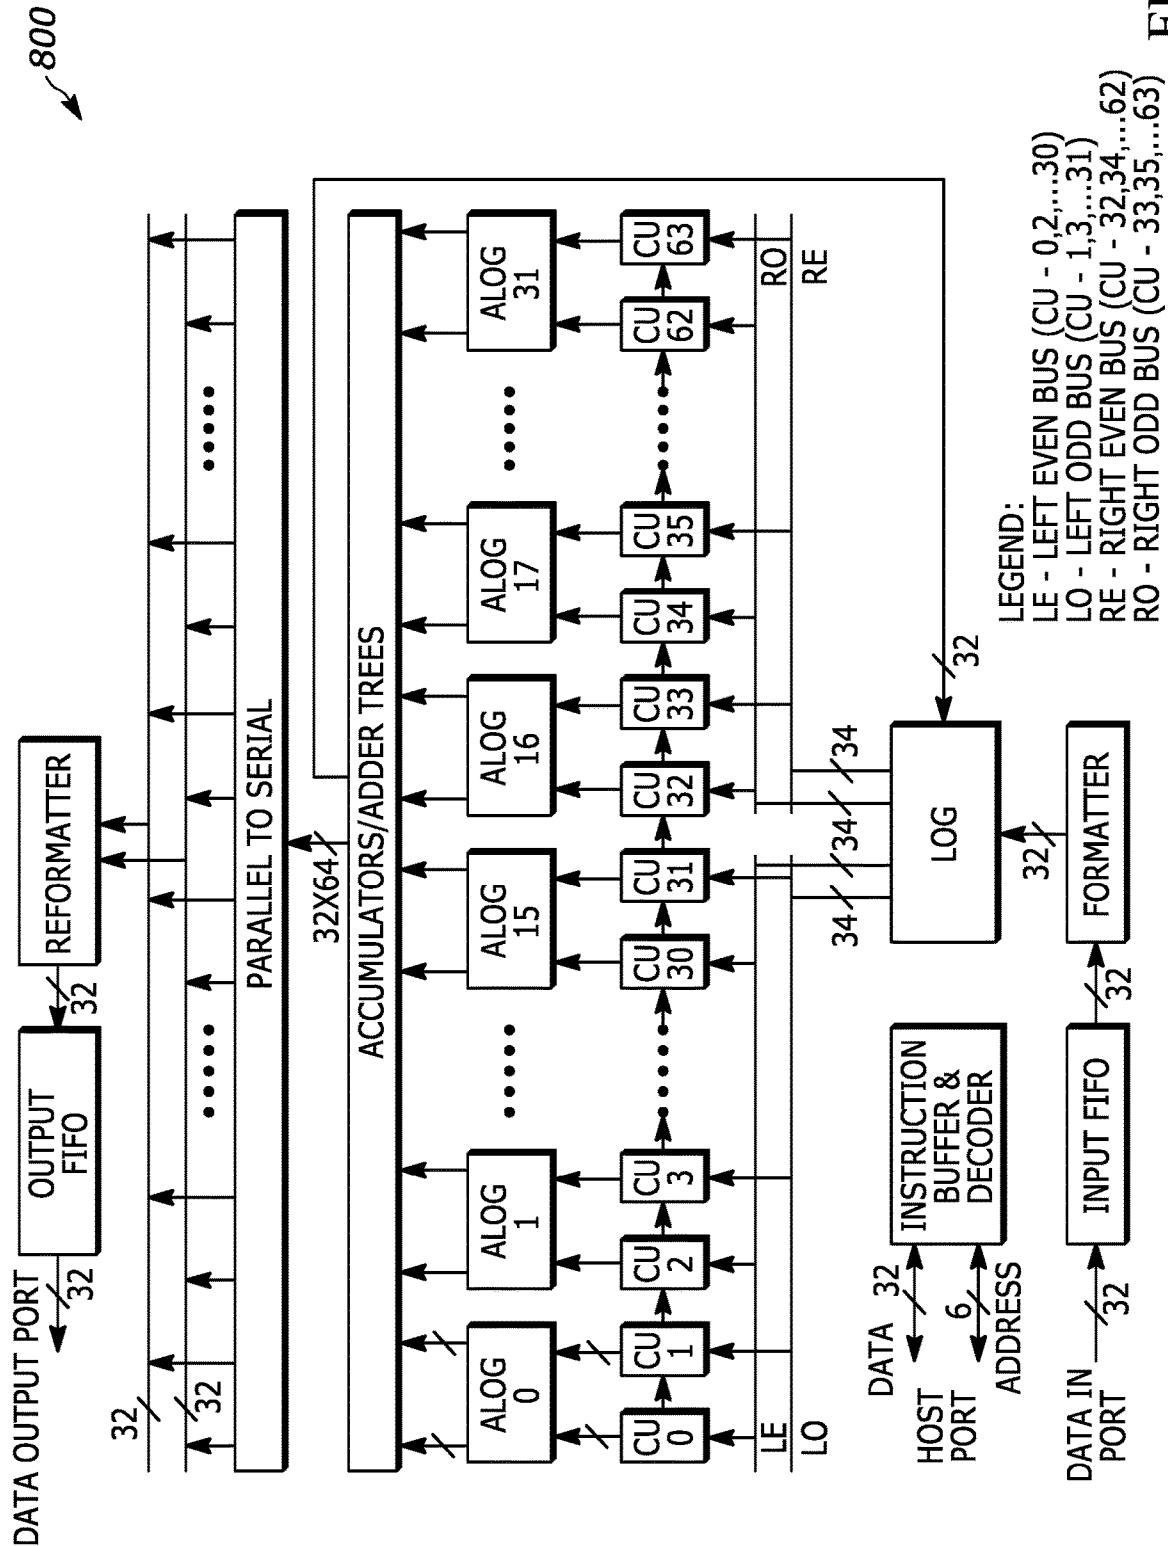 800
DATA OUTPUT PORT
32
OUTPUT
FIFO
32
REFORMATTER
32
32
PARALLEL TO SERIAL
32X64
ACCUMULATORS/ADDER TREES
ALOG
0
ALOG
1
ALOG
15
ALOG
16
ALOG
17
ALOG
31
CU
0
CU
1
CU
2
CU
3
CU
30
CU
31
CU
32
CU
33
CU
34
CU
35
CU
62
CU
63
LE
LO
RO
RE
34
34
34
34
DATA
32
HOST
PORT
6
ADDRESS
INSTRUCTION
BUFFER &
DECODER
LOG
32
32
DATA IN
PORT
32
INPUT FIFO
32
FORMATTER
LEGEND:
LE - LEFT EVEN BUS (CU - 0,2,...30)
LO - LEFT ODD BUS (CU - 1,3,...31)
RE - RIGHT EVEN BUS (CU - 32,34,...62)
RO - RIGHT ODD BUS (CU - 33,35,...63)